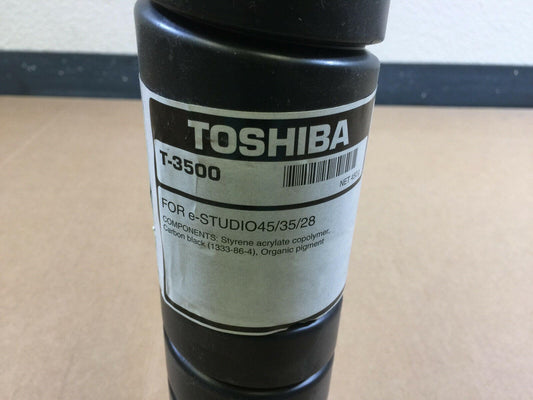 TOSHIBA
T-3500
FOR e-STUDIO45/35/28
COMPONENTS: Styrene acrylate copolymer,
Carbon black (1333-86-4), Organic pigment
NET